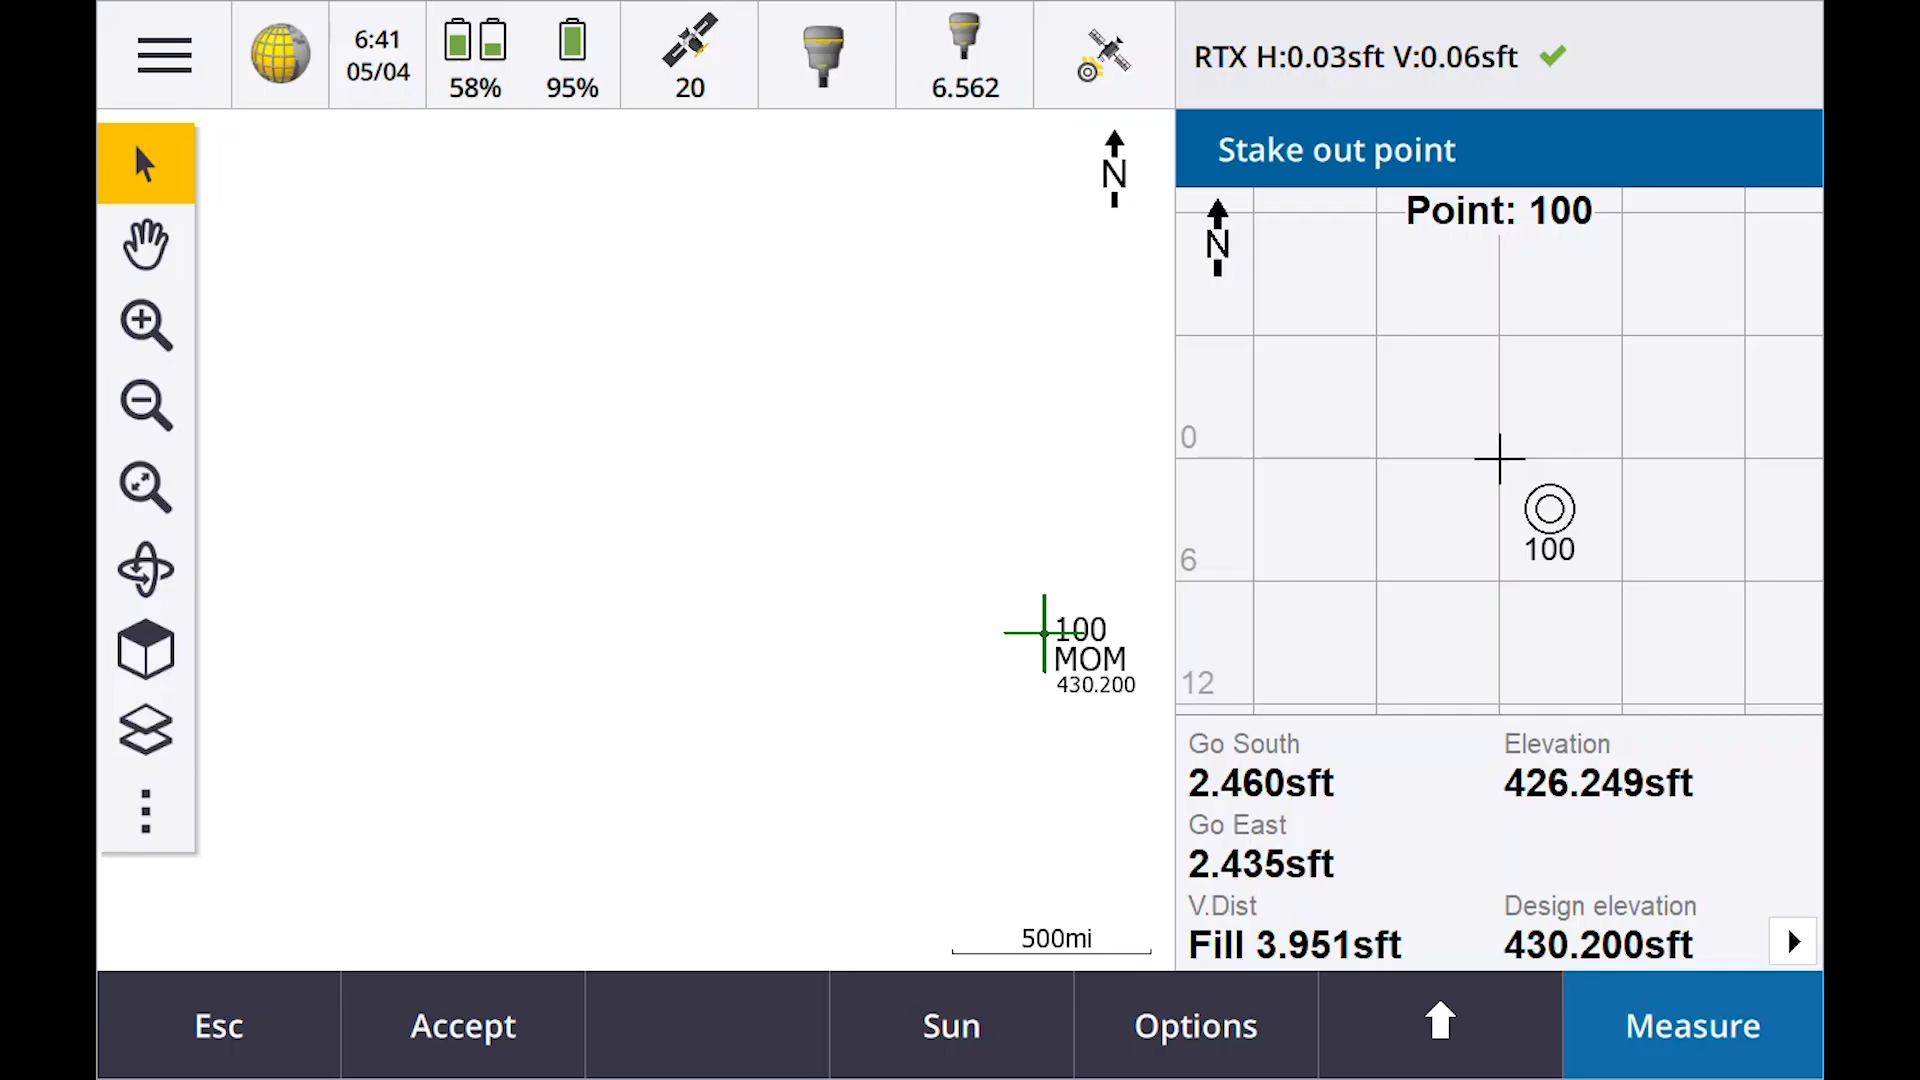 6:41
05/04
58%
95%
20
6.562
RTX H:0.03sft V:0.06sft
Stake out point
N
N
Point: 100
0
6
12
100
100
MOM
430.200
500mi
Go South
2.460sft
Elevation
426.249sft
Go East
2.435sft
V.Dist
Fill 3.951sft
Design elevation
430.200sft
Esc
Accept
Sun
Options
Measure